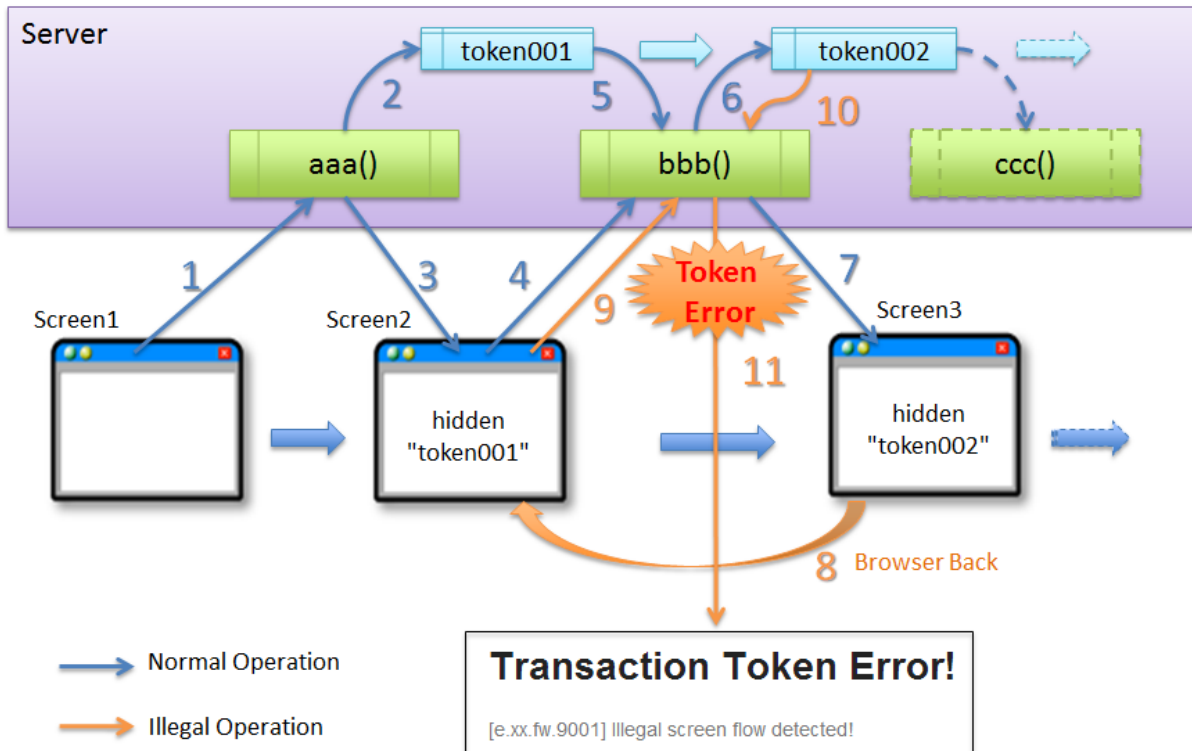 Server
token001
token002
2
5
6
10
aaa()
bbb()
ccc()
1
3
4
9
Token
Error
7
11
Screen1
Screen2
Screen3
hidden
"token001"
hidden
"token002"
8
Browser Back
Normal Operation
Illegal Operation
Transaction Token Error!
[e.xx.fw.9001] Illegal screen flow detected!